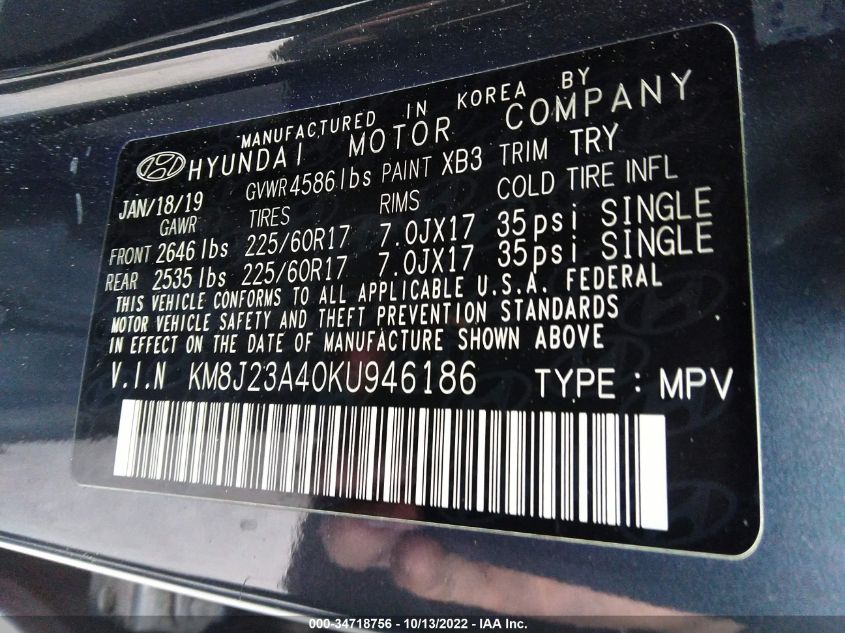 MANUFACTURED IN KOREA BY
HYUNDAI MOTOR COMPANY
JAN/18/19 GVWR 4586 lbs PAINT XB3 TRIM TRY
GAWR TIRES RIMS COLD TIRE INFL
FRONT 2646 lbs 225/60R17 7.0JX17 35psi SINGLE
REAR 2535 lbs 225/60R17 7.0JX17 35psi SINGLE
THIS VEHICLE CONFORMS TO ALL APPLICABLE U.S.A. FEDERAL
MOTOR VEHICLE SAFETY AND THEFT PREVENTION STANDARDS
IN EFFECT ON THE DATE OF MANUFACTURE SHOWN ABOVE
V.I.N KM8J23A40KU946186 TYPE : MPV
000-34718756 - 10/13/2022 - IAA Inc.